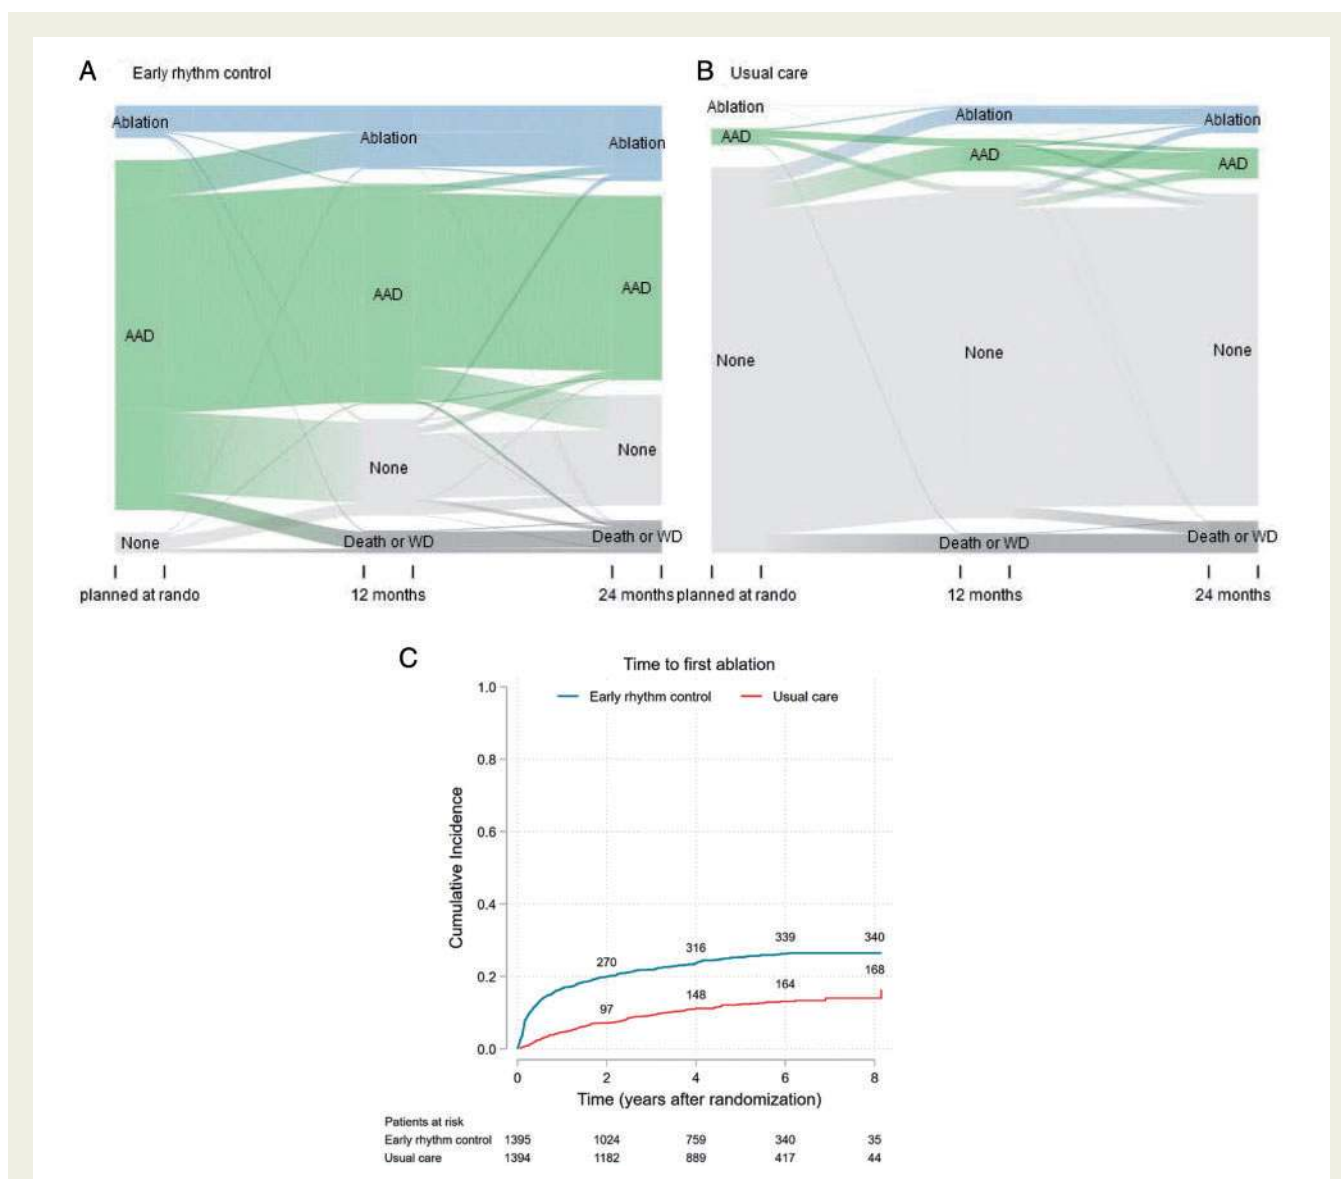 A Early rhythm control
Ablation
Ablation
Ablation
AAD
AAD
AAD
None
None
None
Death or WD
Death or WD
planned at rando 12 months 24 months
B Usual care
Ablation
Ablation
Ablation
AAD
AAD
AAD
None
None
None
Death or WD
Death or WD
planned at rando 12 months 24 months
C
Time to first ablation
Early rhythm control Usual care
Cumulative Incidence
1.0
0.8
0.6
0.4
0.2
0.0
270 316 339 340
97 148 164 168
0 2 4 6 8
Time (years after randomization)
Patients at risk
Early rhythm control 1395 1024 759 340 35
Usual care 1394 1182 889 417 44